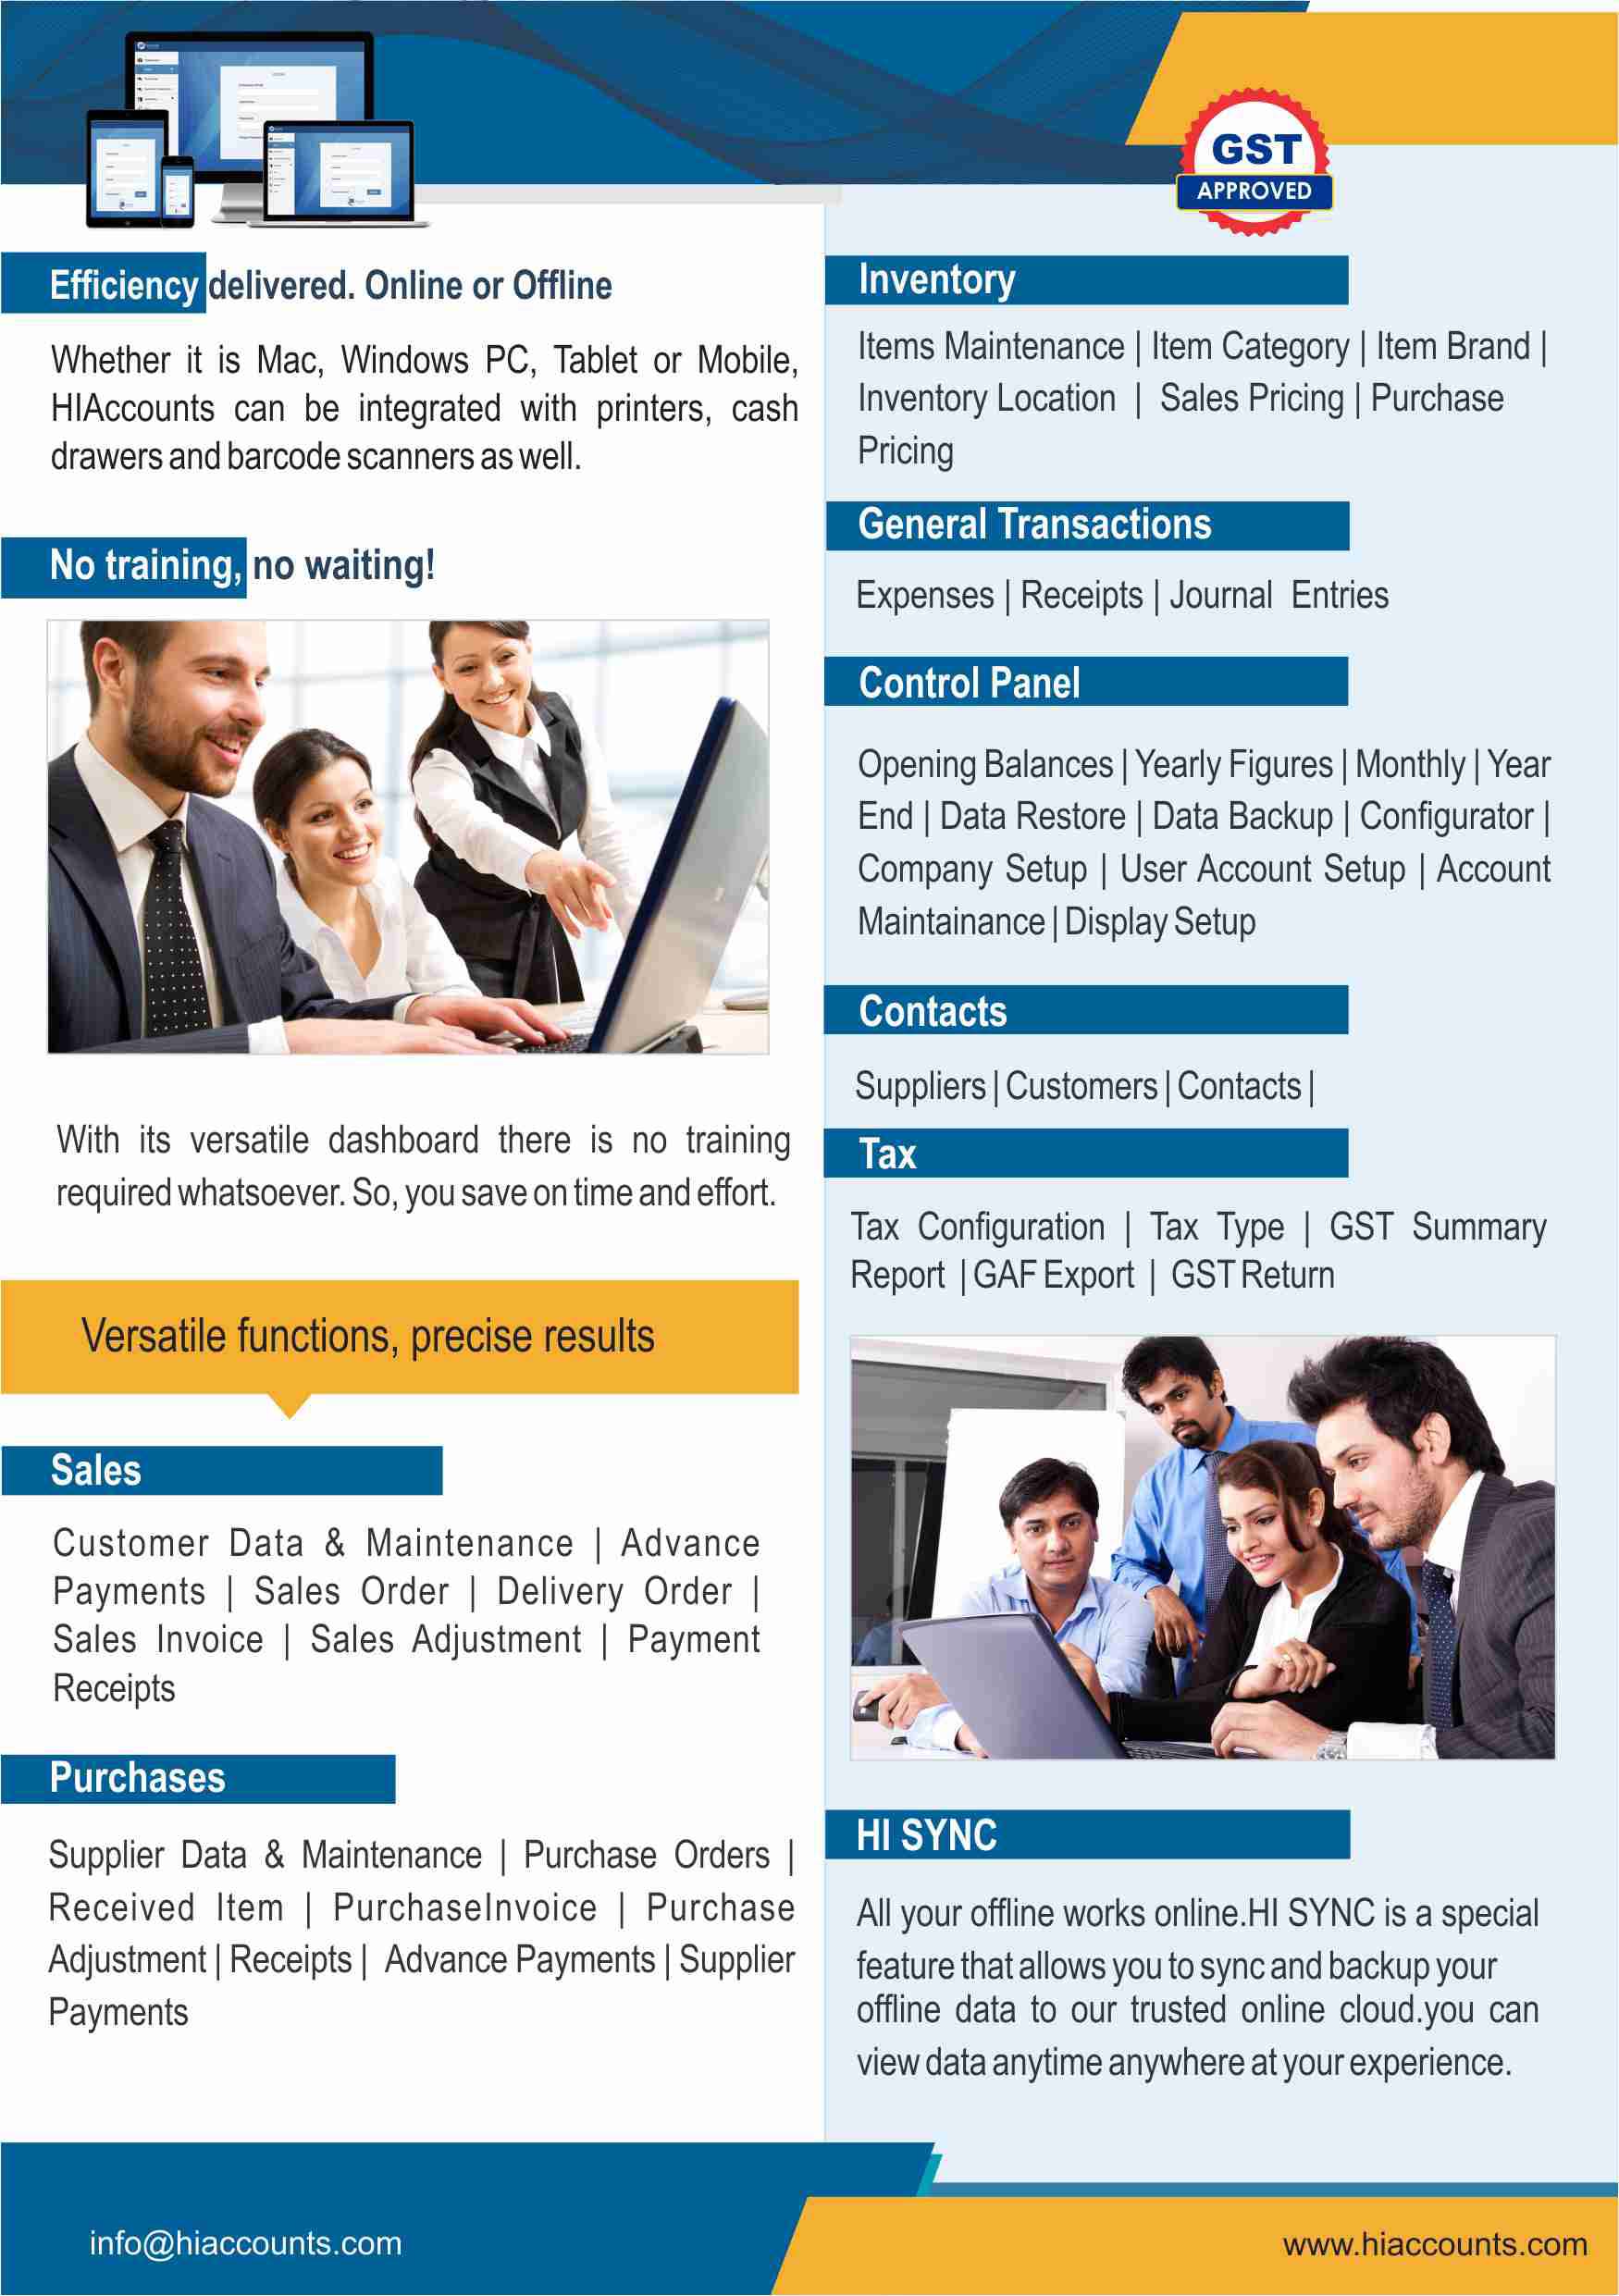 GST
APPROVED
Efficiency delivered. Online or Offline
Whether it is Mac, Windows PC, Tablet or Mobile,
HIAccounts can be integrated with printers, cash
drawers and barcode scanners as well.
No training, no waiting!
With its versatile dashboard there is no training
required whatsoever. So, you save on time and effort.
Versatile functions, precise results
Sales
Customer Data & Maintenance | Advance
Payments | Sales Order | Delivery Order |
Sales Invoice | Sales Adjustment | Payment
Receipts
Purchases
Supplier Data & Maintenance | Purchase Orders |
Received Item | PurchaseInvoice | Purchase
Adjustment | Receipts | Advance Payments | Supplier
Payments
Inventory
Items Maintenance | Item Category | Item Brand |
Inventory Location | Sales Pricing | Purchase
Pricing
General Transactions
Expenses | Receipts | Journal Entries
Control Panel
Opening Balances | Yearly Figures | Monthly | Year
End | Data Restore | Data Backup | Configurator |
Company Setup | User Account Setup | Account
Maintainance | Display Setup
Contacts
Suppliers | Customers | Contacts |
Tax
Tax Configuration | Tax Type | GST Summary
Report | GAF Export | GST Return
HI SYNC
All your offline works online.HI SYNC is a special
feature that allows you to sync and backup your
offline data to our trusted online cloud.you can
view data anytime anywhere at your experience.
info@hiaccounts.com
www.hiaccounts.com